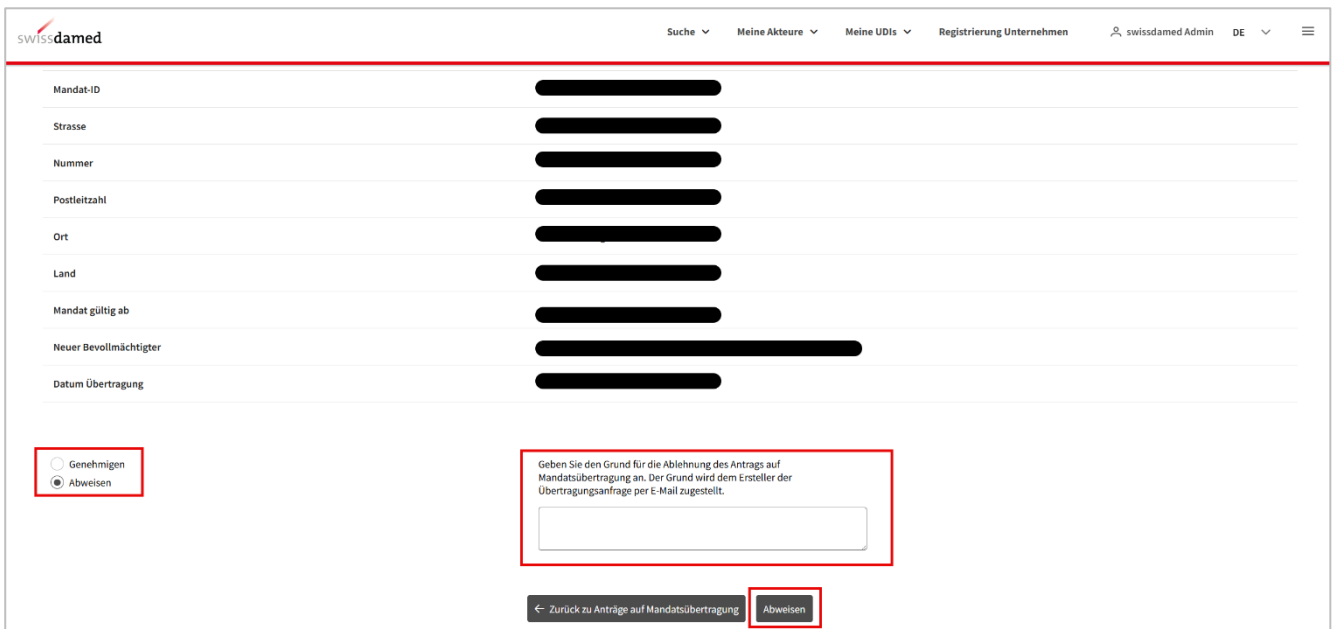 swissdamed
Suche Meine Akteure Meine UDIs Registrierung Unternehmen swissdamed Admin DE
Mandat-ID
Strasse
Nummer
Postleitzahl
Ort
Land
Mandat gültig ab
Neuer Bevollmächtigter
Datum Übertragung
Genehmigen
Abweisen
Geben Sie den Grund für die Ablehnung des Antrags auf
Mandatsübertragung an. Der Grund wird dem Ersteller der
Übertragungsanfrage per E-Mail zugestellt.
← Zurück zu Anträge auf Mandatsübertragung Abweisen